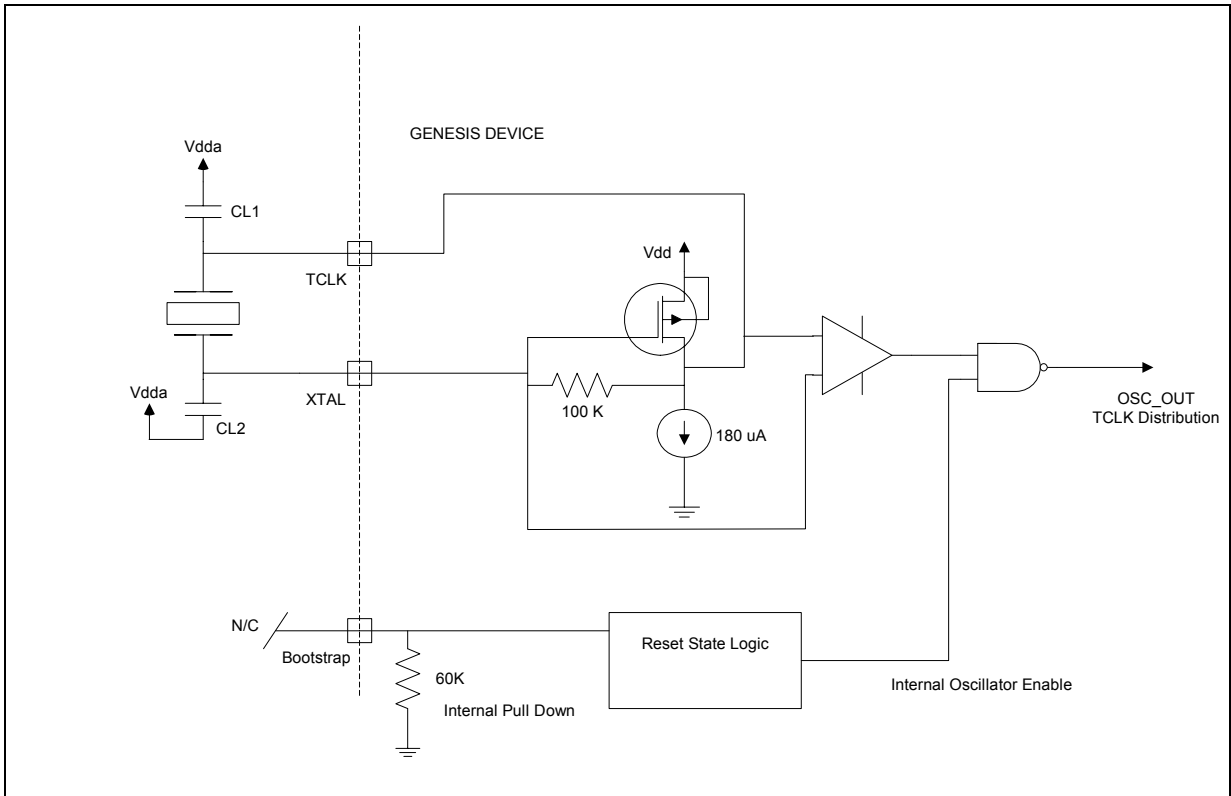 GENESIS DEVICE
Vdda
CL1
TCLK
Vdd
XTAL
Vdda
CL2
100 K
180 uA
OSC_OUT
TCLK Distribution
N/C
Bootstrap
60K
Internal Pull Down
Reset State Logic
Internal Oscillator Enable